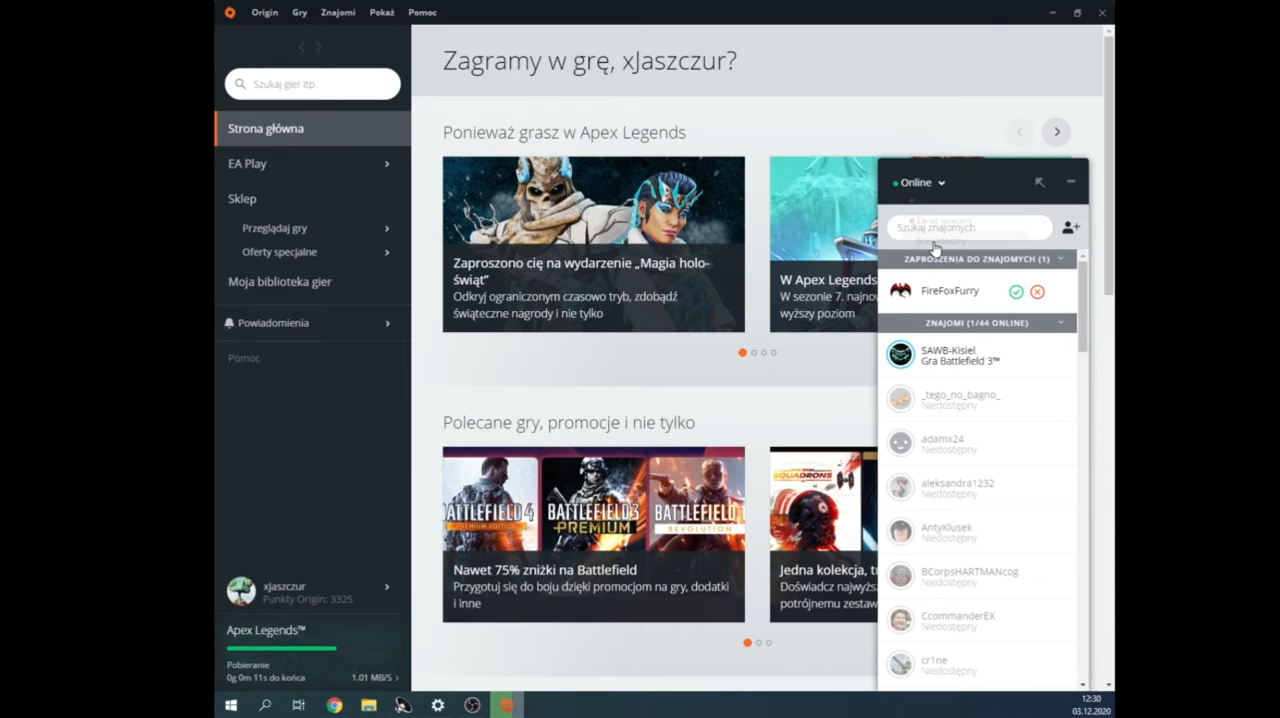 Origin Gry Znajomi Pokaż Pomoc
Szukaj gier itp.
Strona główna
EA Play
Sklep
Przeglądaj gry
Oferty specjalne
Moja biblioteka gier
Powiadomienia
Pomoc
xJaszczur
Punkty Origin: 3325
Apex Legends™
Pobieranie
0g 0m 11s do końca 1.01 MB/S
Zagramy w grę, xJaszczur?
Ponieważ grasz w Apex Legends
Zaproszono cię na wydarzenie „Magia holo-
świąt”
Odkryj ograniczonym czasowo tryb, zdobądź
świąteczne nagrody i nie tylko
W Apex Legends
W sezonie 7. najnow
wyższy poziom
Polecane gry, promocje i nie tylko
BATTLEFIELD 4
PREMIUM EDITION
BATTLEFIELD 3
PREMIUM
BATTLEFIELD 1
REVOLUTION
Nawet 75% zniżki na Battlefield
Przygotuj się do boju dzięki promocjom na gry, dodatki
i inne
SQUADRONS
Jedna kolekcja, t
Doświadcz najwyżs
potrójnemu zestaw
Online
Zaraz wracam
Szukaj znajomych
ZAPROSZENIA DO ZNAJOMYCH (1)
FireFoxFurry
ZNAJOMI (1/44 ONLINE)
SAWB-Kisiel
Gra Battlefield 3™
_tego_no_bagno_
Niedostępny
adamx24
Niedostępny
aleksandra1232
Niedostępny
AntyKlusek
Niedostępny
BCorpsHARTMANcog
Niedostępny
CcommanderEX
Niedostępny
cr1ne
Niedostępny
12:30
03.12.2020